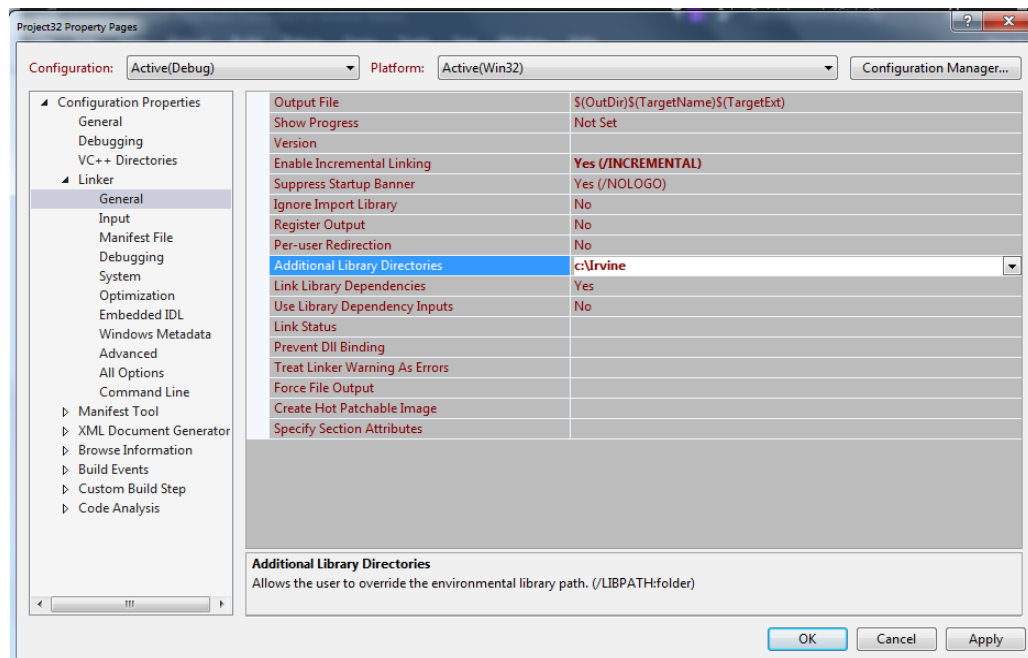 Project32 Property Pages
Configuration: Active(Debug) Platform: Active(Win32) Configuration Manager...
Configuration Properties
General
Debugging
VC++ Directories
Linker
General
Input
Manifest File
Debugging
System
Optimization
Embedded IDL
Windows Metadata
Advanced
All Options
Command Line
Manifest Tool
XML Document Generator
Browse Information
Build Events
Custom Build Step
Code Analysis
Output File $(OutDir)$(TargetName)$(TargetExt)
Show Progress Not Set
Version
Enable Incremental Linking Yes (/INCREMENTAL)
Suppress Startup Banner Yes (/NOLOGO)
Ignore Import Library No
Register Output No
Per-user Redirection No
Additional Library Directories c:\Irvine
Link Library Dependencies Yes
Use Library Dependency Inputs No
Link Status
Prevent Dll Binding
Treat Linker Warning As Errors
Force File Output
Create Hot Patchable Image
Specify Section Attributes
Additional Library Directories
Allows the user to override the environmental library path. (/LIBPATH:folder)
OK Cancel Apply